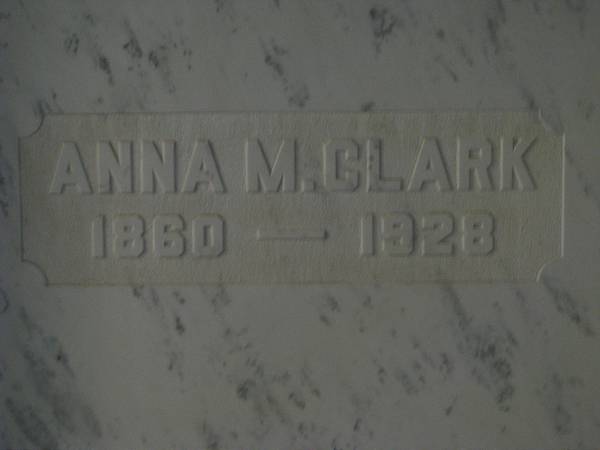 ANNA M. CLARK
1860 — 1928